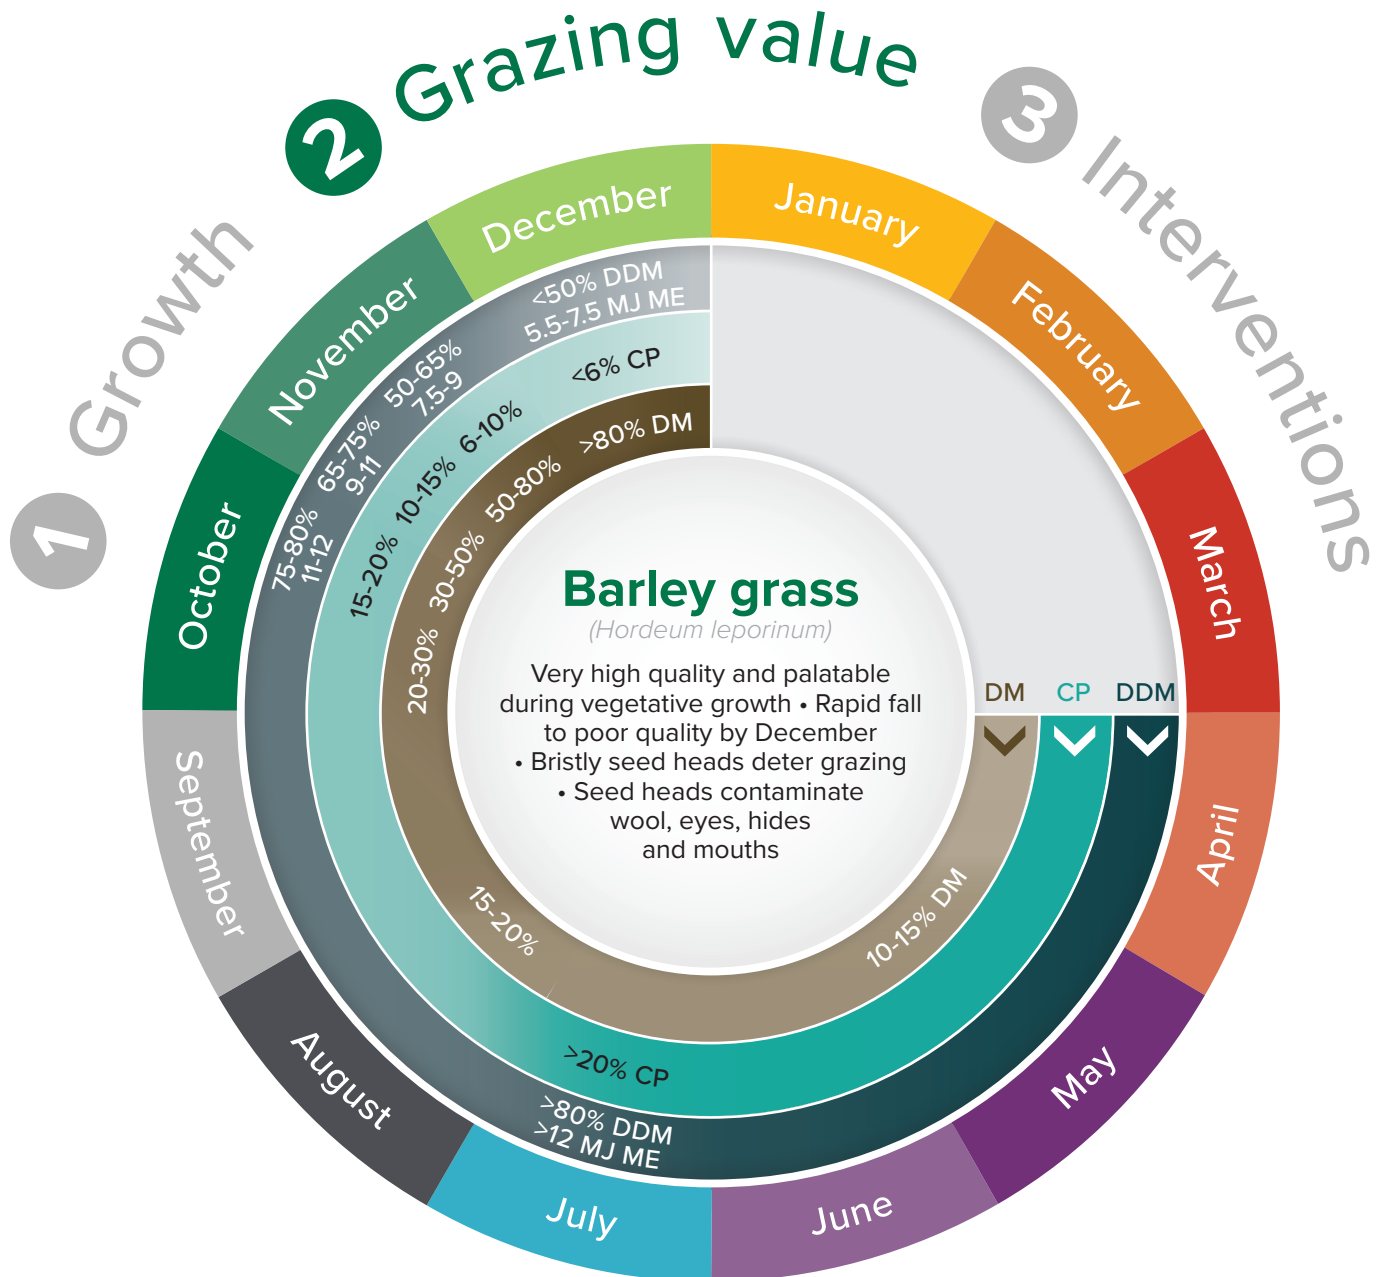 1 Growth
2 Grazing value
3 Interventions
January
February
March
April
May
June
July
August
September
October
November
December
<50% DDM
5.5-7.5 MJ ME
50-65%
7.5-9
65-75%
9-11
75-80%
11-12
>80% DDM
>12 MJ ME
<6% CP
6-10%
10-15%
15-20%
>20% CP
>80% DM
50-80%
30-50%
20-30%
15-20%
10-15% DM
DM
CP
DDM
Barley grass
(Hordeum leporinum)
Very high quality and palatable
during vegetative growth • Rapid fall
to poor quality by December
• Bristly seed heads deter grazing
• Seed heads contaminate
wool, eyes, hides
and mouths